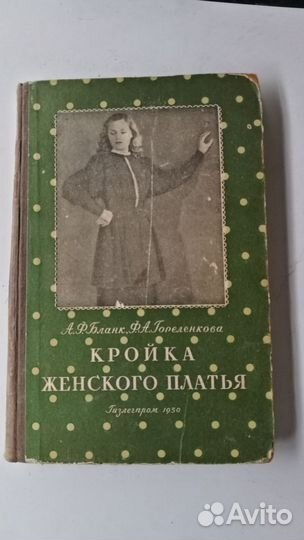 А.Ф.Бланк, Ф.А.Гореленкова
КРОЙКА
ЖЕНСКОГО ПЛАТЬЯ
Гизлегпром 1950
Avito